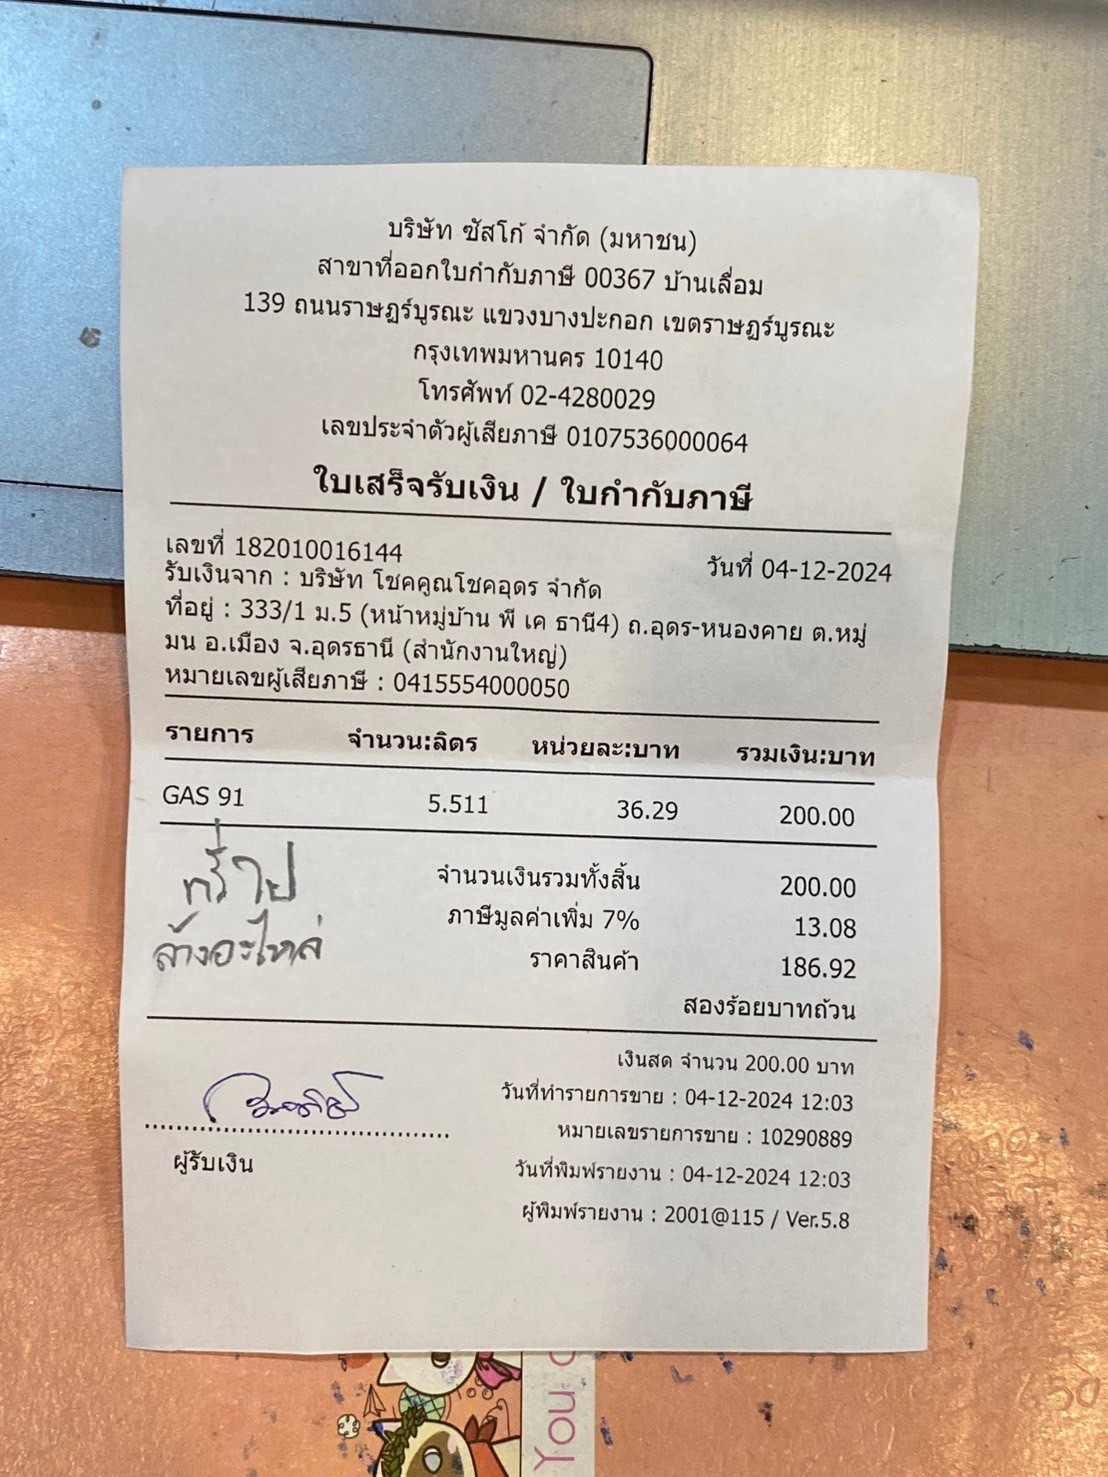 บริษัท ซัสโก้ จำกัด (มหาชน)
สาขาที่ออกใบกำกับภาษี 00367 บ้านเลื่อม
139 ถนนราษฎร์บูรณะ แขวงบางปะกอก เขตราษฎร์บูรณะ
กรุงเทพมหานคร 10140
โทรศัพท์ 02-4280029
เลขประจำตัวผู้เสียภาษี 0107536000064
ใบเสร็จรับเงิน / ใบกำกับภาษี
เลขที่ 182010016144 วันที่ 04-12-2024
รับเงินจาก : บริษัท โชคคูณโชคอุดร จำกัด
ที่อยู่ : 333/1 ม.5 (หน้าหมู่บ้าน พี เค ธานี4) ถ.อุดร-หนองคาย ต.หมู่
มน อ.เมือง จ.อุดรธานี (สำนักงานใหญ่)
หมายเลขผู้เสียภาษี : 0415554000050
รายการ จำนวน:ลิตร หน่วยละ:บาท รวมเงิน:บาท
GAS 91 5.511 36.29 200.00
จำนวนเงินรวมทั้งสิ้น 200.00
ภาษีมูลค่าเพิ่ม 7% 13.08
ราคาสินค้า 186.92
ล้างอะไหล่
สองร้อยบาทถ้วน
เงินสด จำนวน 200.00 บาท
วันที่ทำรายการขาย : 04-12-2024 12:03
หมายเลขรายการขาย : 10290889
ผู้รับเงิน
วันที่พิมพ์รายงาน : 04-12-2024 12:03
ผู้พิมพ์รายงาน : 2001@115 / Ver.5.8
You